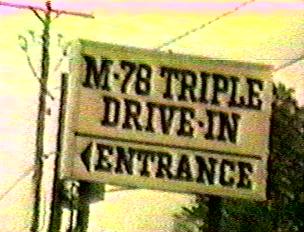 M-78 TRIPLE
DRIVE-IN
<ENTRANCE